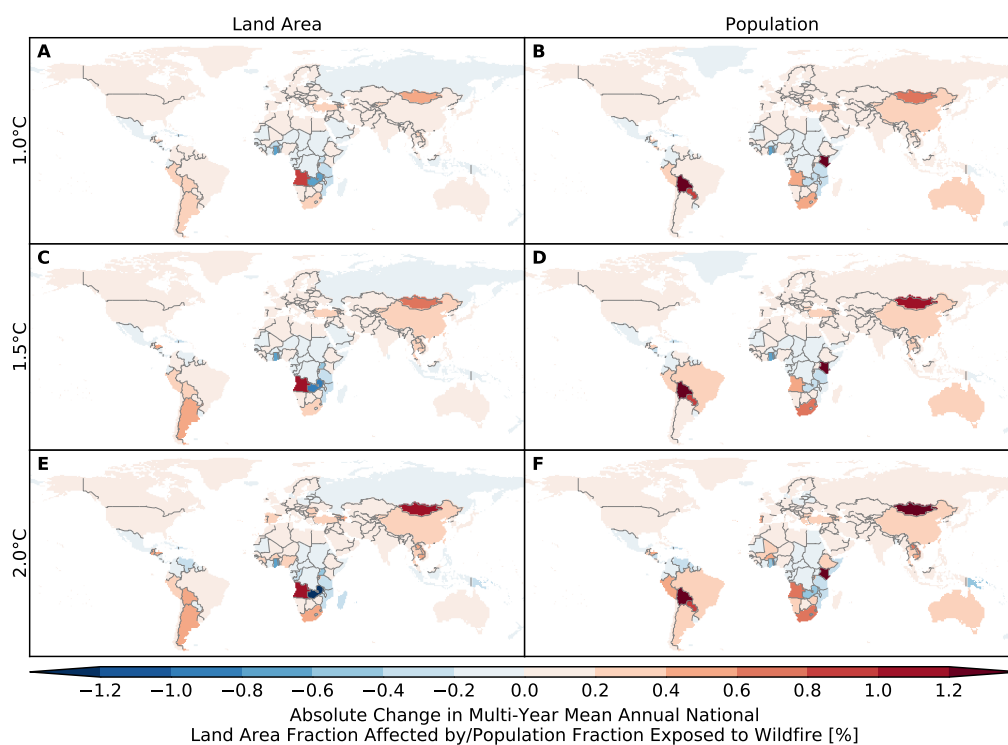 Land Area
Population
A
B
1.0°C
C
D
1.5°C
E
F
2.0°C
−1.2 −1.0 −0.8 −0.6 −0.4 −0.2 0.0 0.2 0.4 0.6 0.8 1.0 1.2
Absolute Change in Multi-Year Mean Annual National
Land Area Fraction Affected by/Population Fraction Exposed to Wildfire [%]